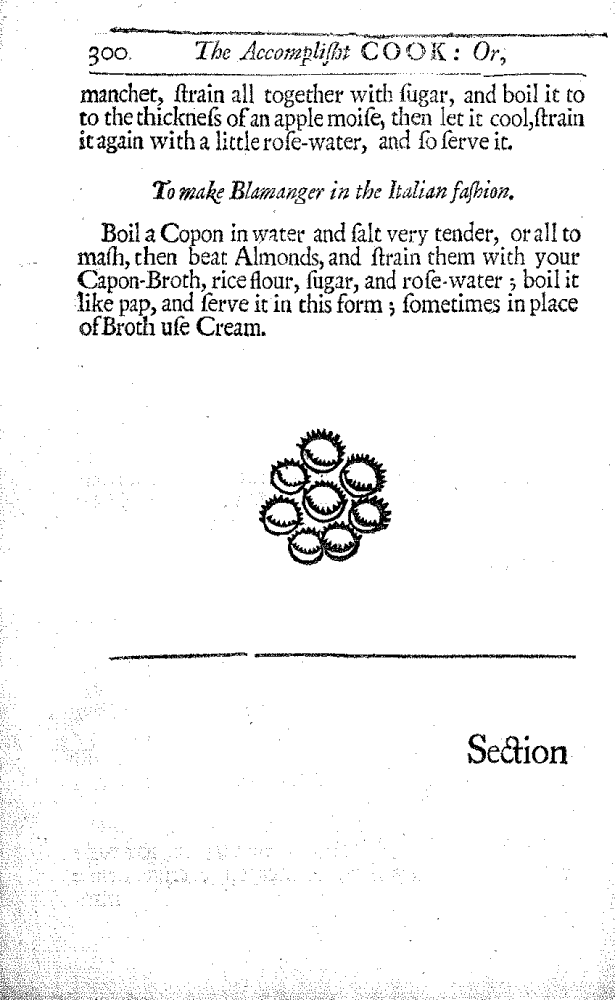 300. The Accompliſht COOK: Or,
manchet, ſtrain all together with ſugar, and boil it to
to the thickneſs of an apple moiſe, then let it cool, ſtrain
it again with a little roſe-water, and ſo ſerve it.
To make Blamanger in the Italian faſhion.
Boil a Copon in water and ſalt very tender, or all to
maſh, then beat Almonds, and ſtrain them with your
Capon-Broth, rice flour, ſugar, and roſe-water ; boil it
like pap, and ſerve it in this form ; ſometimes in place
of Broth uſe Cream.
Section